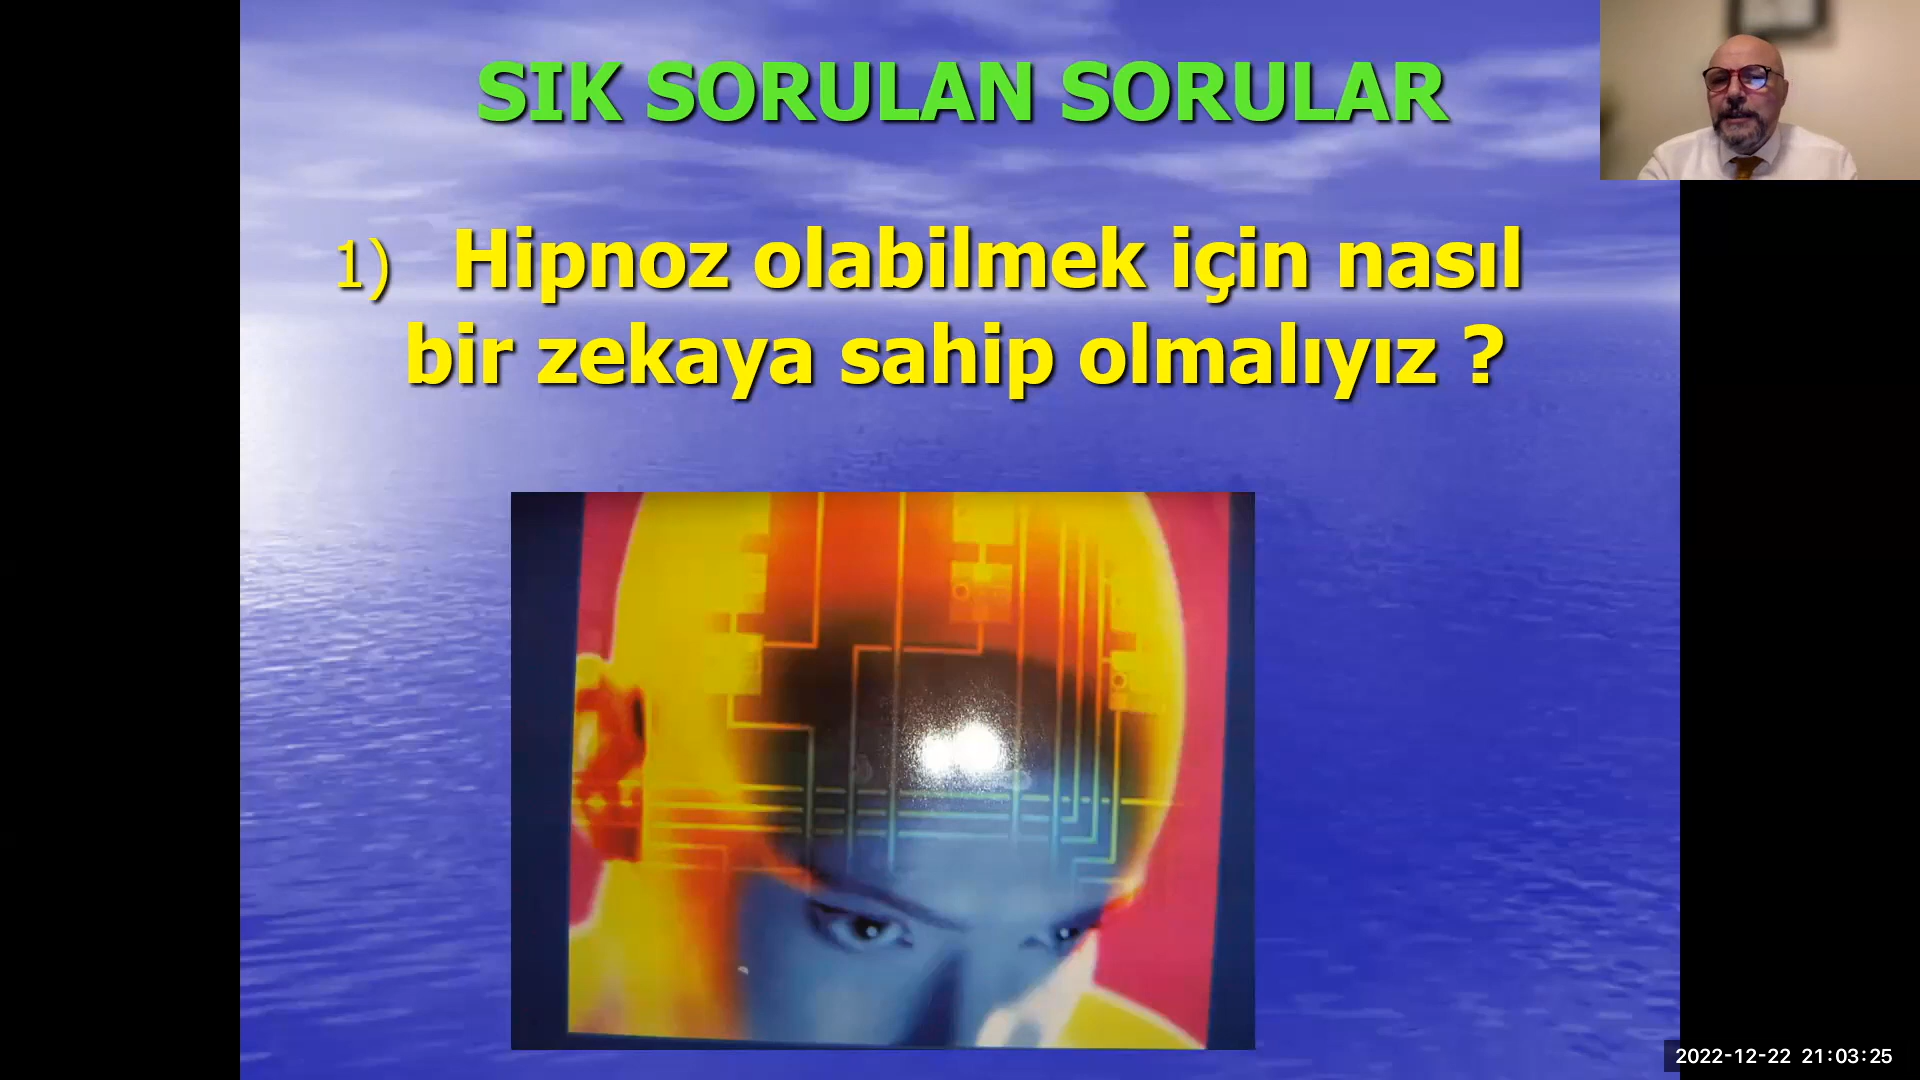 SIK SORULAN SORULAR
1) Hipnoz olabilmek için nasıl
bir zekaya sahip olmalıyız ?
2022-12-22 21:03:25